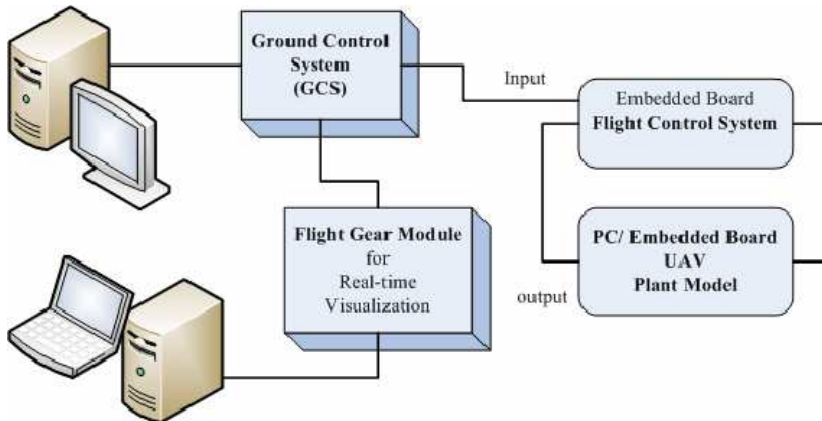 Ground Control
System
(GCS)
Input
Embedded Board
Flight Control System
Flight Gear Module
for
Real-time
Visualization
PC/ Embedded Board
UAV
Plant Model
output